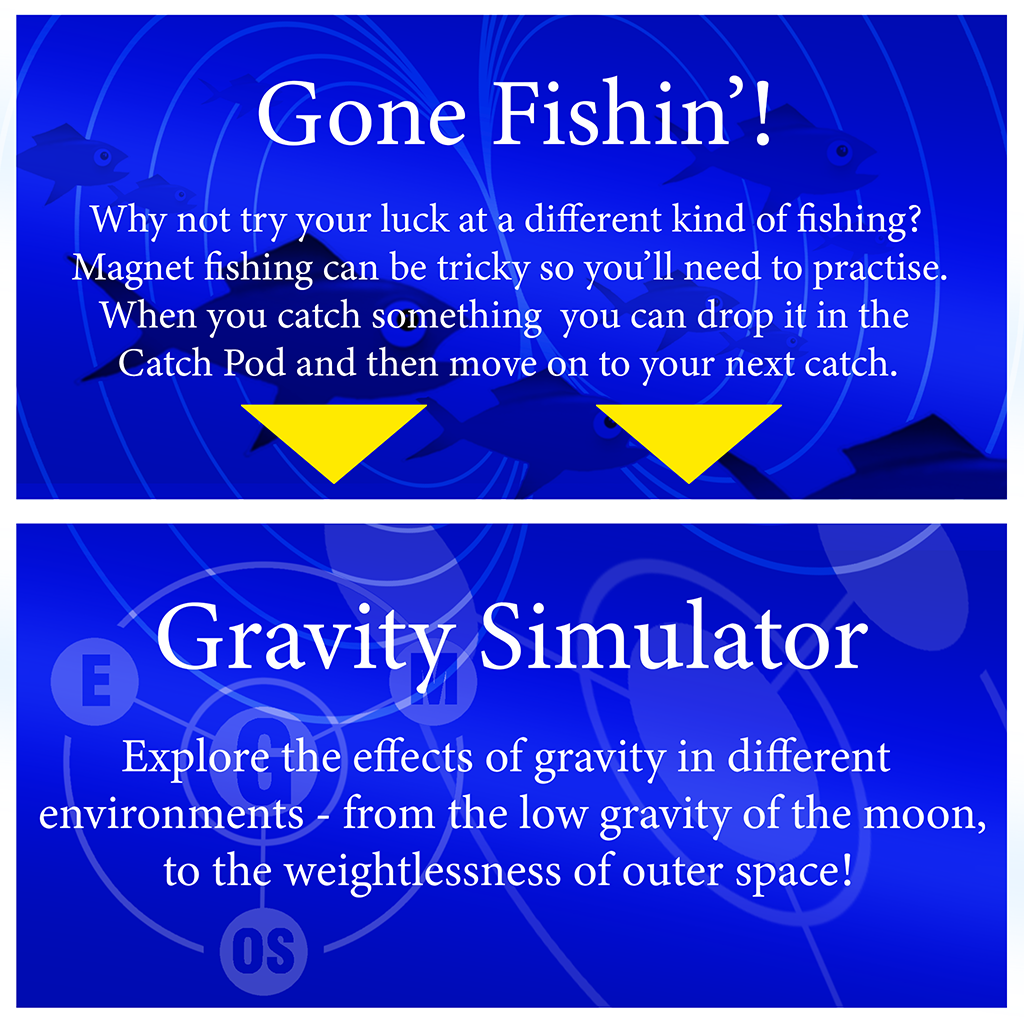 Gone Fishin’!
Why not try your luck at a different kind of fishing?
Magnet fishing can be tricky so you’ll need to practise.
When you catch something  you can drop it in the
Catch Pod and then move on to your next catch.
Gravity Simulator
E
M
G
Explore the effects of gravity in different
environments - from the low gravity of the moon,
to the weightlessness of outer space!
OS